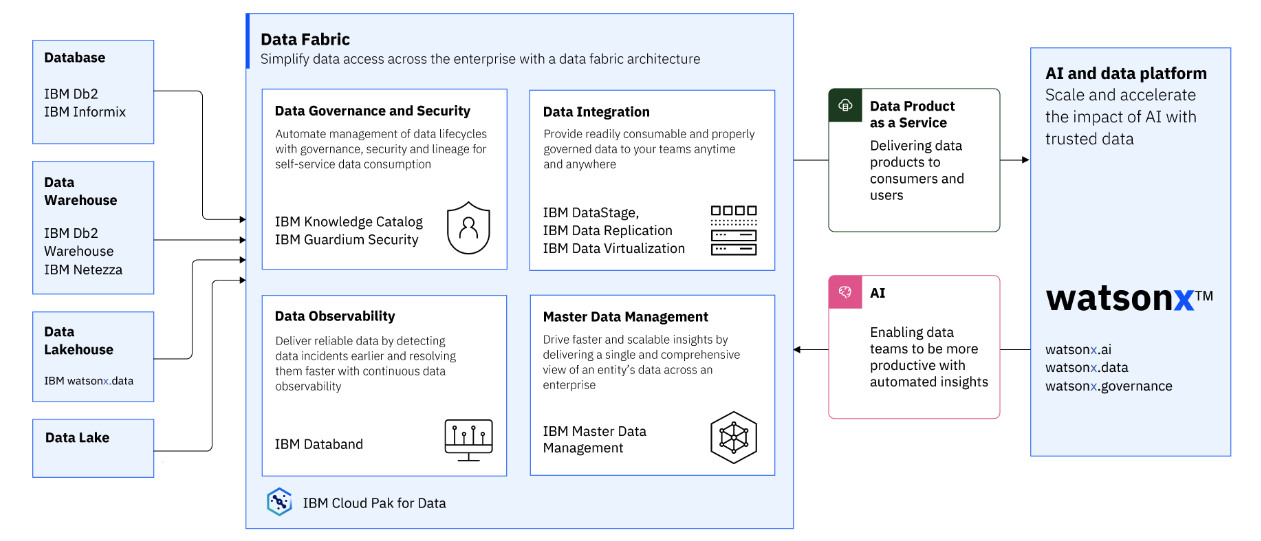 Database
IBM Db2
IBM Informix
Data
Warehouse
IBM Db2
Warehouse
IBM Netezza
Data
Lakehouse
IBM watsonx.data
Data Lake
Data Fabric
Simplify data access across the enterprise with a data fabric architecture
Data Governance and Security
Automate management of data lifecycles
with governance, security and lineage for
self-service data consumption
IBM Knowledge Catalog
IBM Guardium Security
Data Integration
Provide readily consumable and properly
governed data to your teams anytime
and anywhere
IBM DataStage,
IBM Data Replication
IBM Data Virtualization
Data Observability
Deliver reliable data by detecting
data incidents earlier and resolving
them faster with continuous data
observability
IBM Databand
Master Data Management
Drive faster and scalable insights by
delivering a single and comprehensive
view of an entity's data across an
enterprise
IBM Master Data
Management
IBM Cloud Pak for Data
Data Product
as a Service
Delivering data
products to
consumers and
users
AI
Enabling data
teams to be more
productive with
automated insights
AI and data platform
Scale and accelerate
the impact of AI with
trusted data
watsonx™
watsonx.ai
watsonx.data
watsonx.governance